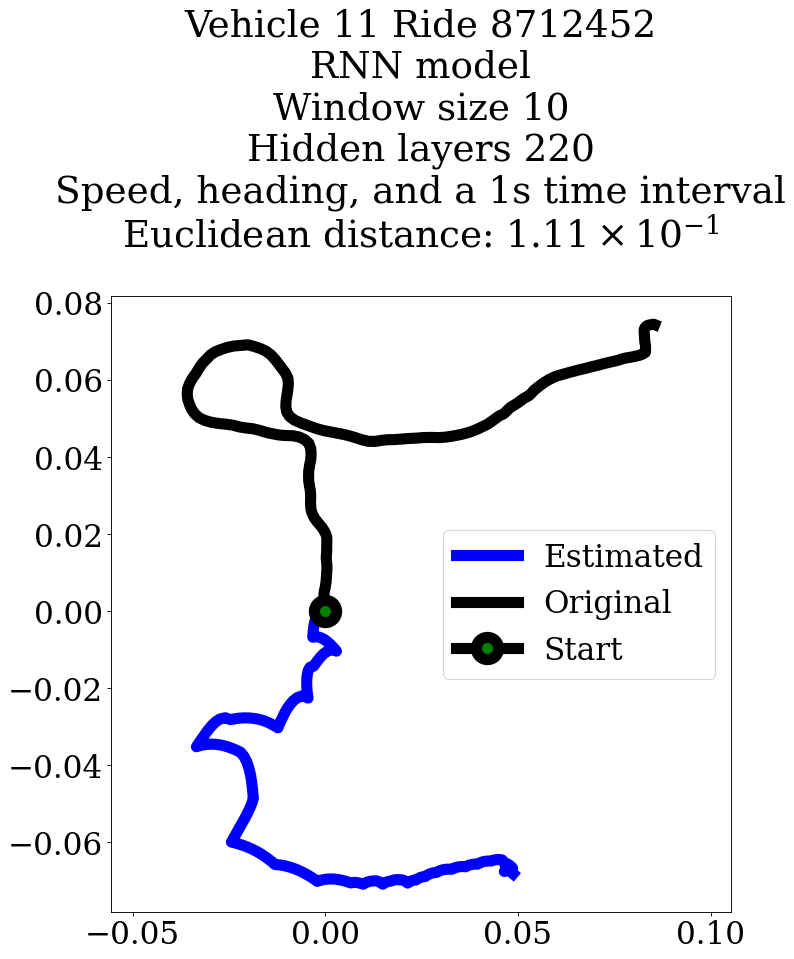 Vehicle 11 Ride 8712452
RNN model
Window size 10
Hidden layers 220
Speed, heading, and a 1s time interval
Euclidean distance: 1.11 × 10⁻¹
0.08
0.06
0.04
0.02
0.00
−0.02
−0.04
−0.06
Estimated
Original
Start
−0.05 0.00 0.05 0.10